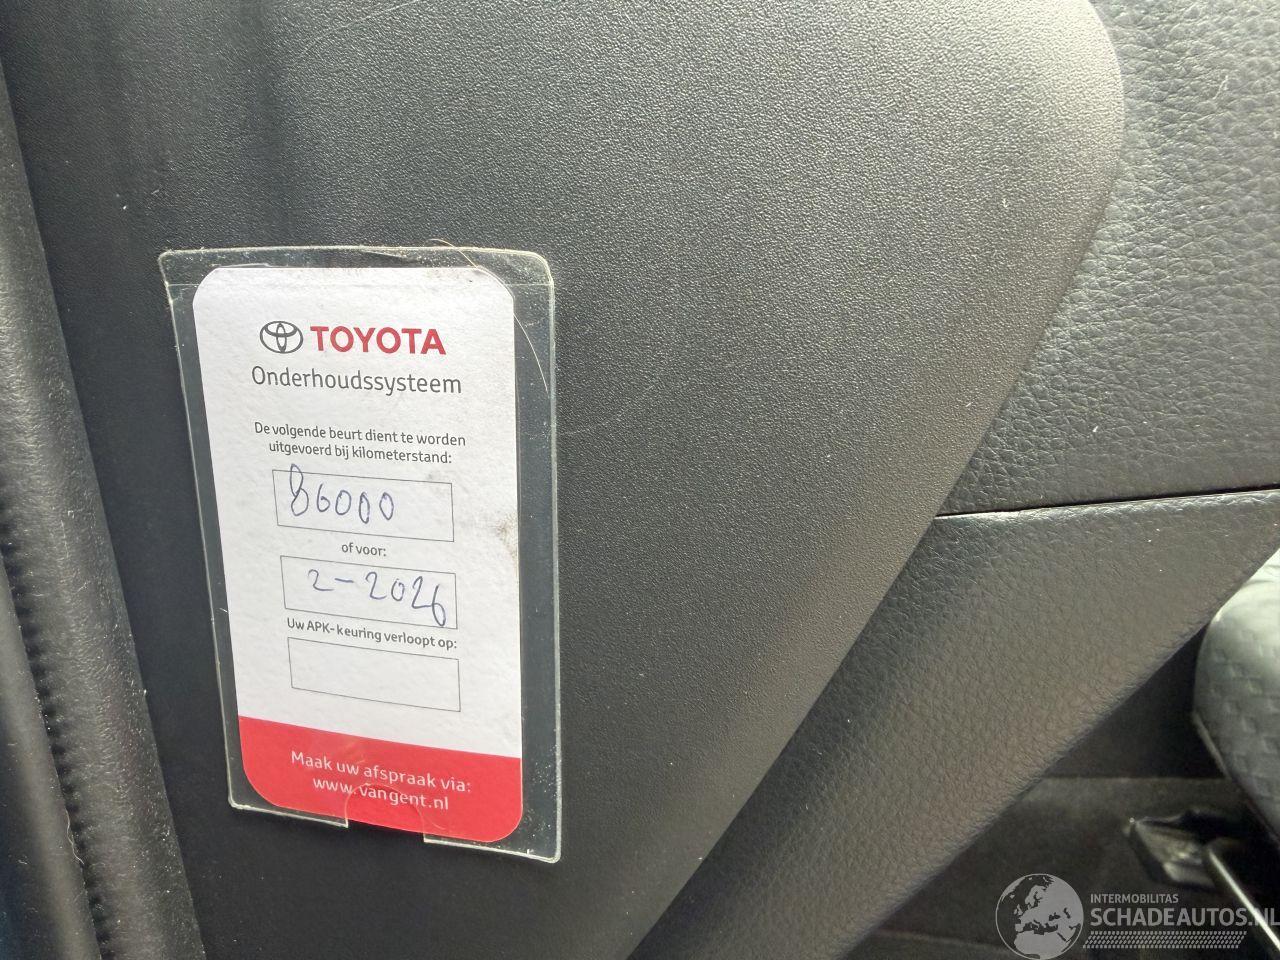 TOYOTA
Onderhoudssysteem
De volgende beurt dient te worden
uitgevoerd bij kilometerstand:
86000
of voor:
2-2026
Uw APK-keuring verloopt op:
Maak uw afspraak via:
www.vangent.nl
INTERMOBILITAS
SCHADEAUTOS.NL